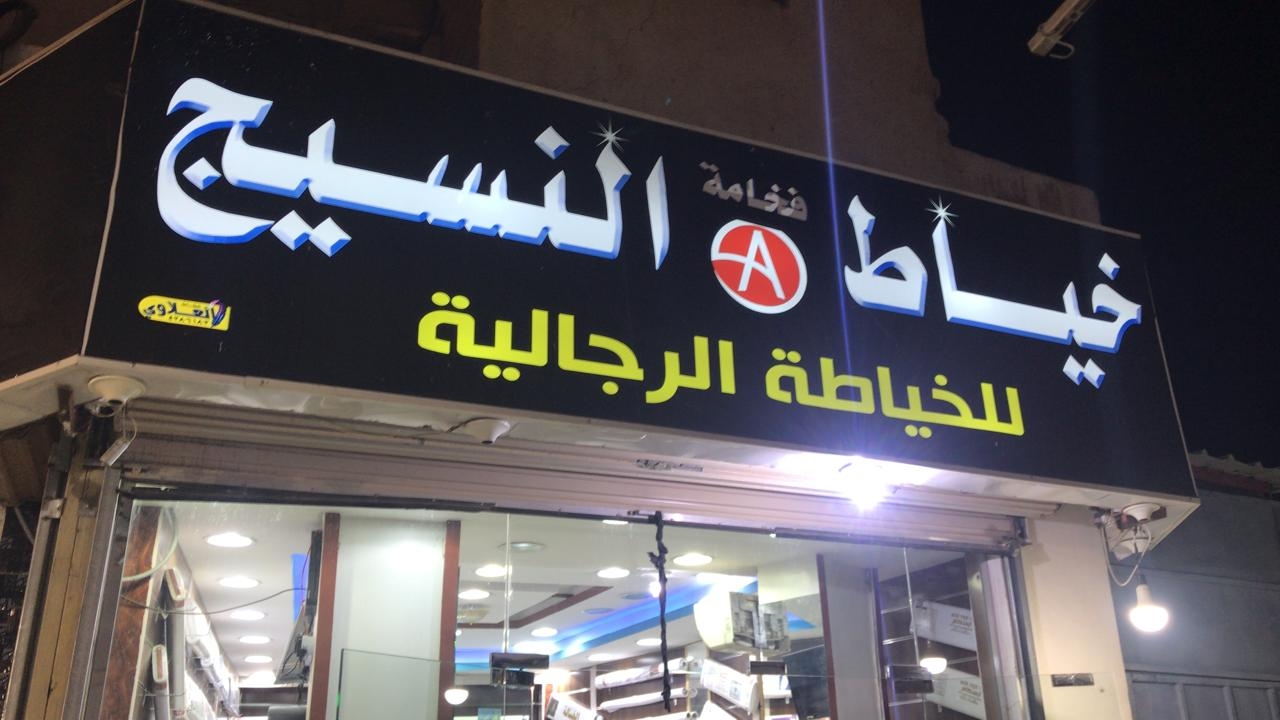 خياط فخامة النسيج
A
للخياطة الرجالية
العلاوي